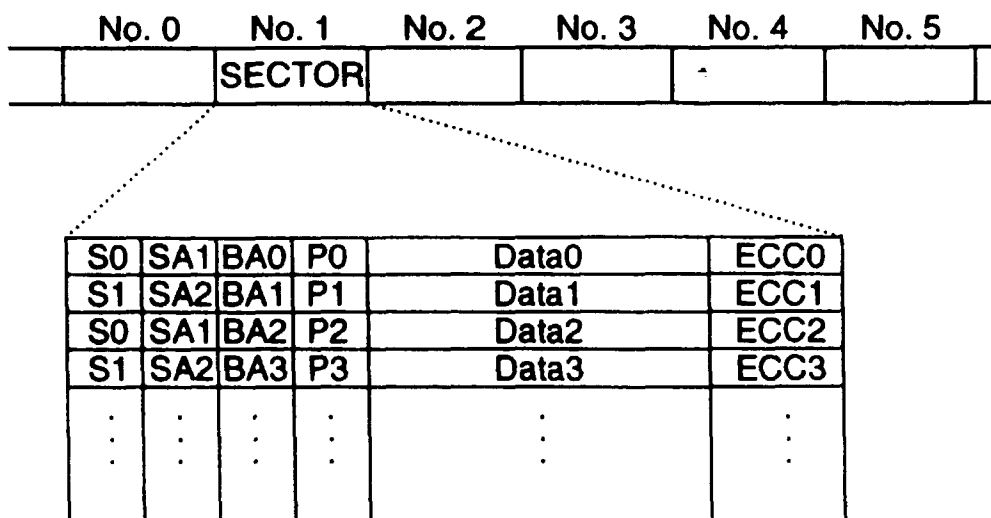 No. 0 No. 1 No. 2 No. 3 No. 4 No. 5
SECTOR
S0 SA1 BA0 P0 Data0 ECC0
S1 SA2 BA1 P1 Data1 ECC1
S0 SA1 BA2 P2 Data2 ECC2
S1 SA2 BA3 P3 Data3 ECC3